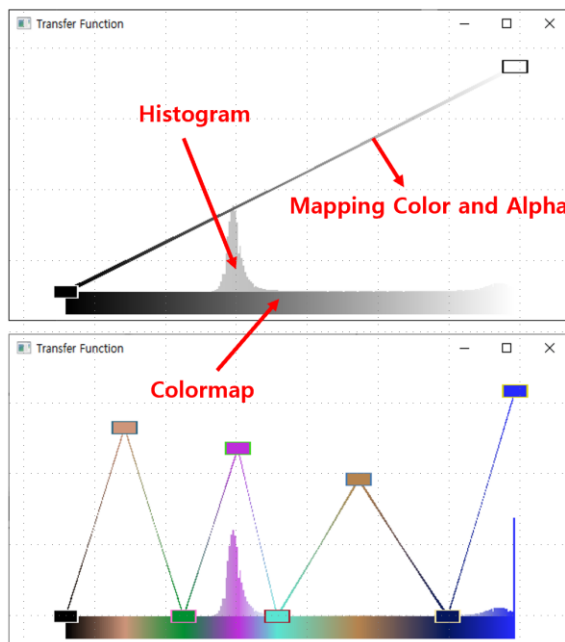 Transfer Function
Histogram
Mapping Color and Alpha
Transfer Function
Colormap